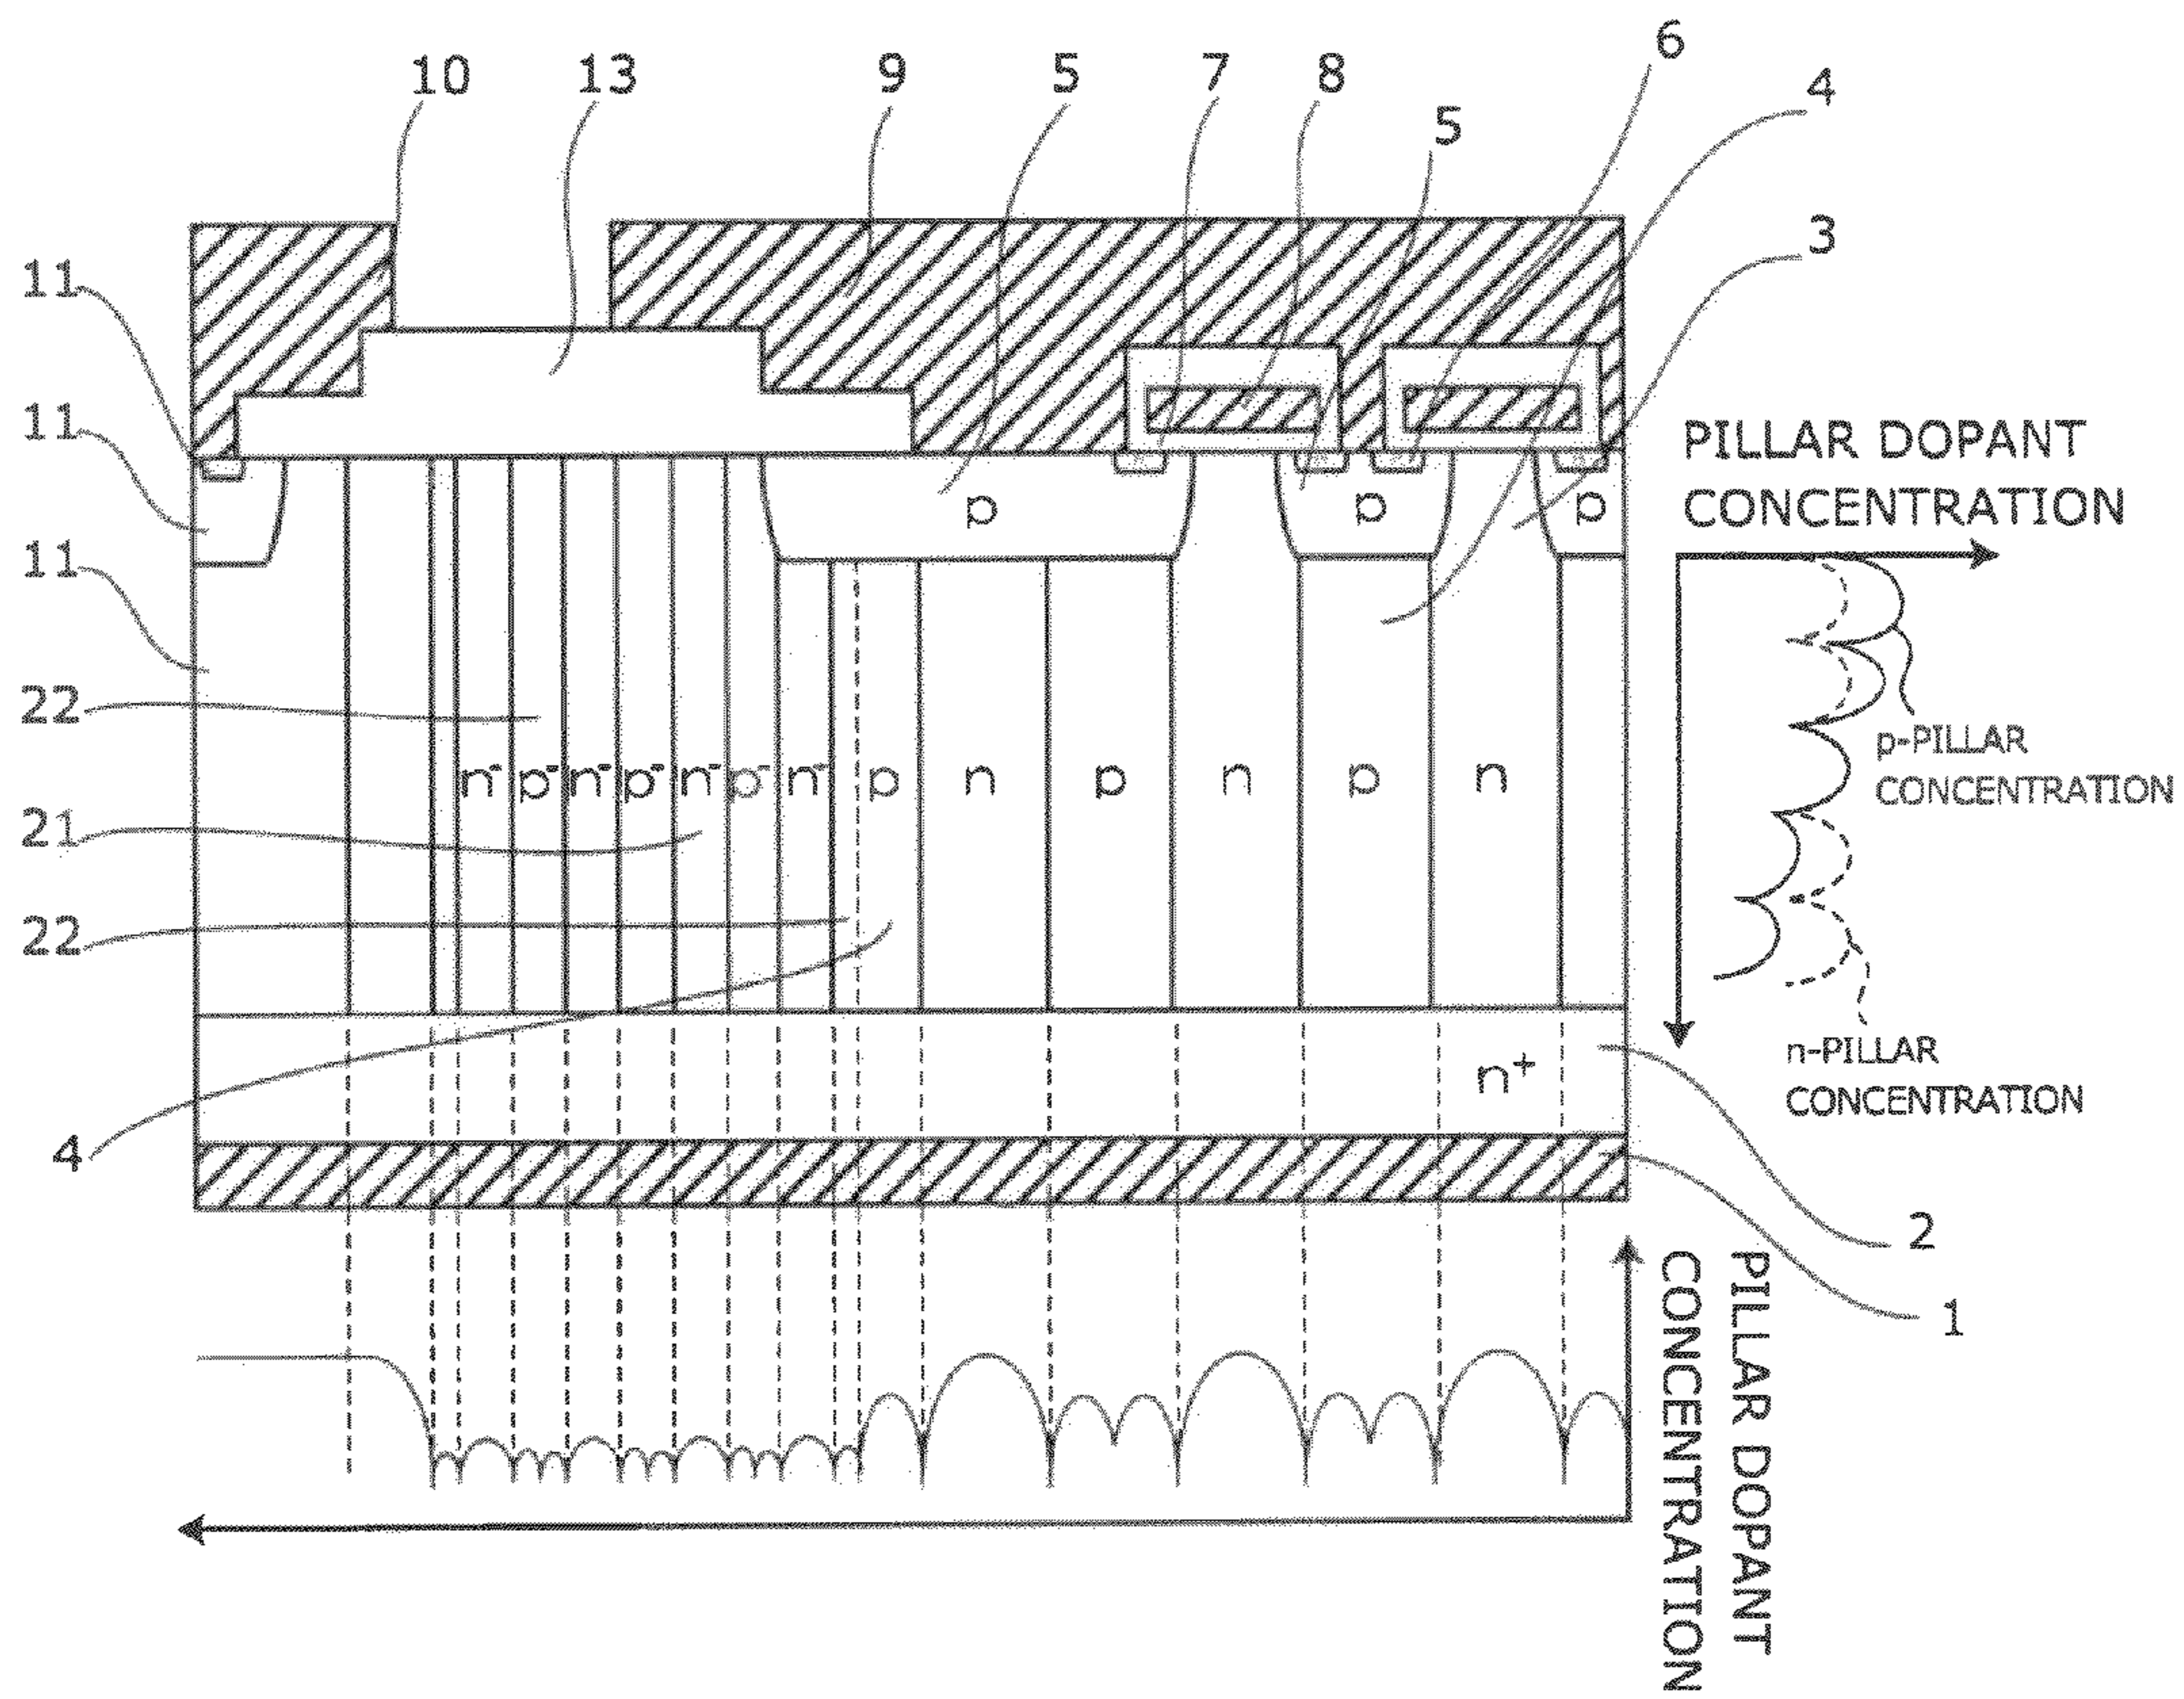 10 13 9 5 7 8 5 6 4
3
11
11
11
22
21
22
4
p p p
n⁻ p⁻ n⁻ p⁻ n⁻ p⁻ n⁻ p n p n p n
n⁺
2
1
PILLAR DOPANT
CONCENTRATION
p-PILLAR
CONCENTRATION
n-PILLAR
CONCENTRATION
PILLAR DOPANT
CONCENTRATION